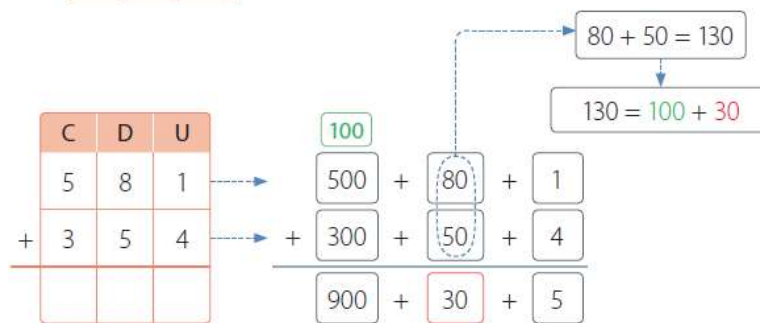 80 + 50 = 130
130 = 100 + 30
C D U
100
5 8 1
500 + 80 + 1
+ 3 5 4
+ 300 + 50 + 4
900 + 30 + 5